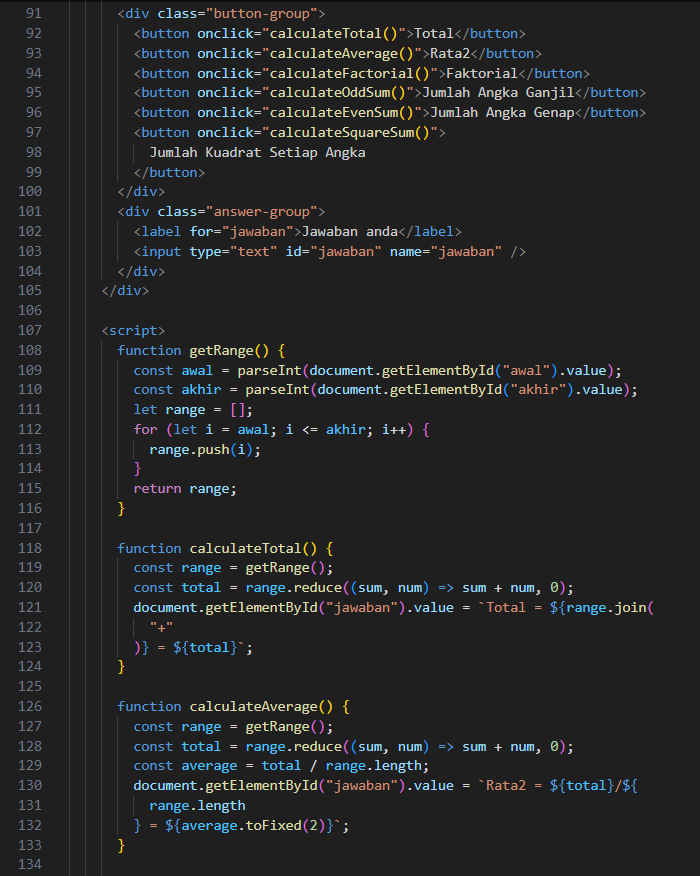 91 <div class="button-group">
92 <button onclick="calculateTotal()">Total</button>
93 <button onclick="calculateAverage()">Rata2</button>
94 <button onclick="calculateFactorial()">Faktorial</button>
95 <button onclick="calculateOddSum()">Jumlah Angka Ganjil</button>
96 <button onclick="calculateEvenSum()">Jumlah Angka Genap</button>
97 <button onclick="calculateSquareSum()">
98 Jumlah Kuadrat Setiap Angka
99 </button>
100 </div>
101 <div class="answer-group">
102 <label for="jawaban">Jawaban anda</label>
103 <input type="text" id="jawaban" name="jawaban" />
104 </div>
105 </div>
106
107 <script>
108 function getRange() {
109 const awal = parseInt(document.getElementById("awal").value);
110 const akhir = parseInt(document.getElementById("akhir").value);
111 let range = [];
112 for (let i = awal; i <= akhir; i++) {
113 range.push(i);
114 }
115 return range;
116 }
117
118 function calculateTotal() {
119 const range = getRange();
120 const total = range.reduce((sum, num) => sum + num, 0);
121 document.getElementById("jawaban").value = `Total = ${range.join(
122 "+"
123 )} = ${total}`;
124 }
125
126 function calculateAverage() {
127 const range = getRange();
128 const total = range.reduce((sum, num) => sum + num, 0);
129 const average = total / range.length;
130 document.getElementById("jawaban").value = `Rata2 = ${total}/${
131 range.length
132 } = ${average.toFixed(2)}`;
133 }
134